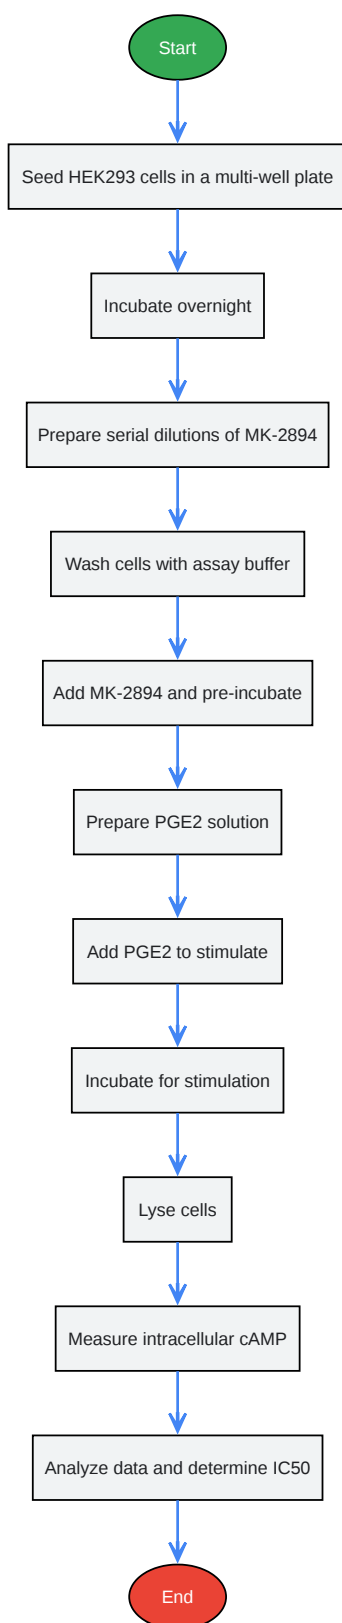 Start
Seed HEK293 cells in a multi-well plate
Incubate overnight
Prepare serial dilutions of MK-2894
Wash cells with assay buffer
Add MK-2894 and pre-incubate
Prepare PGE2 solution
Add PGE2 to stimulate
Incubate for stimulation
Lyse cells
Measure intracellular cAMP
Analyze data and determine IC50
End